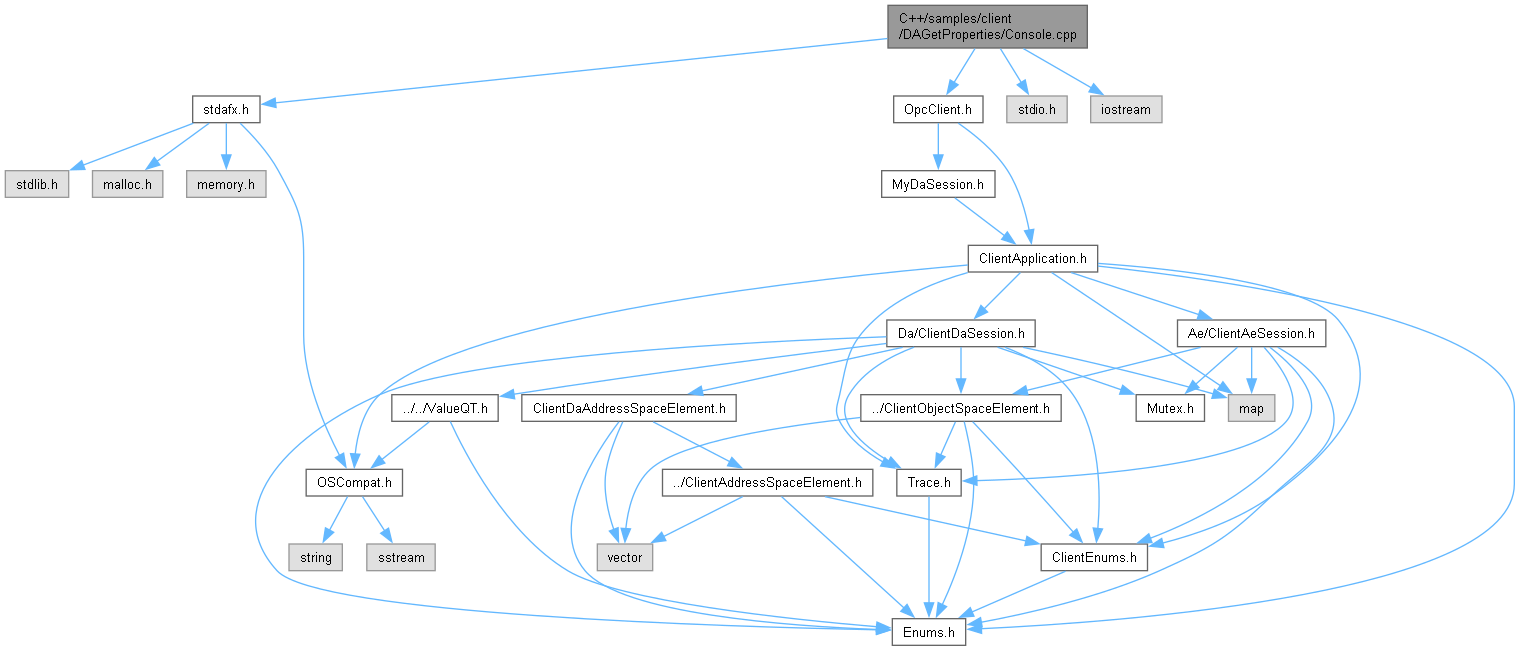 C++/samples/client
/DAGetProperties/Console.cpp
stdafx.h
OpcClient.h
stdio.h
iostream
stdlib.h
malloc.h
memory.h
MyDaSession.h
ClientApplication.h
Da/ClientDaSession.h
Ae/ClientAeSession.h
../../ValueQT.h
ClientDaAddressSpaceElement.h
../ClientObjectSpaceElement.h
Mutex.h
map
OSCompat.h
../ClientAddressSpaceElement.h
Trace.h
string
sstream
vector
ClientEnums.h
Enums.h